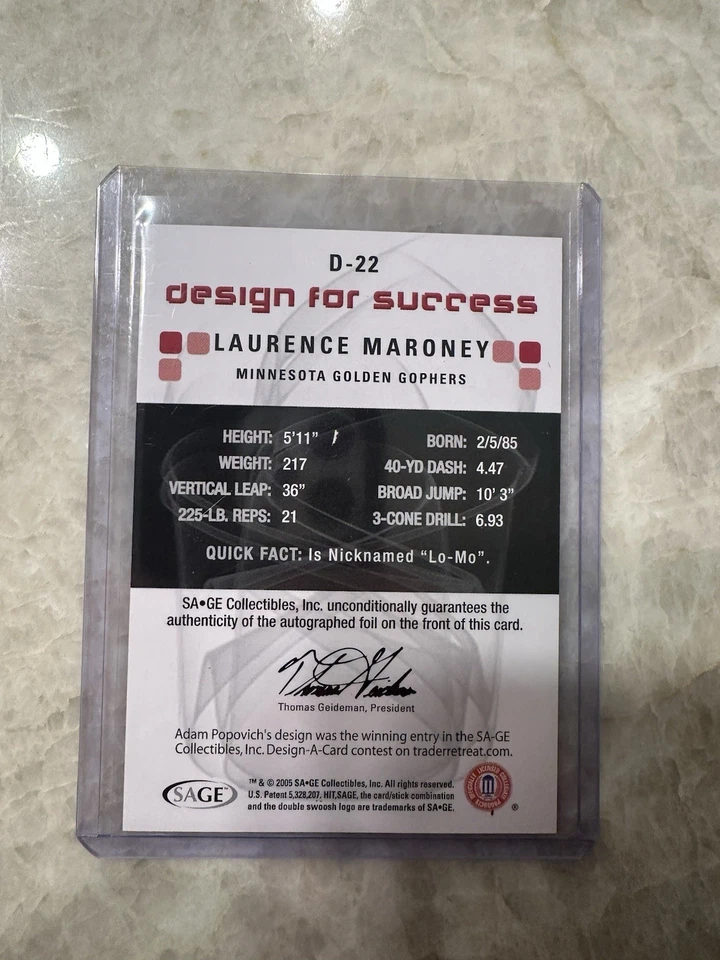 D-22
design for success
LAURENCE MARONEY
MINNESOTA GOLDEN GOPHERS
HEIGHT: 5'11" BORN: 2/5/85
WEIGHT: 217 40-YD DASH: 4.47
VERTICAL LEAP: 36" BROAD JUMP: 10' 3"
225-LB. REPS: 21 3-CONE DRILL: 6.93
QUICK FACT: Is Nicknamed “Lo-Mo”.
SA•GE Collectibles, Inc. unconditionally guarantees the
authenticity of the autographed foil on the front of this card.
Thomas Geideman, President
Adam Popovich's design was the winning entry in the SA-GE
Collectibles, Inc. Design-A-Card contest on traderretreat.com.
SAGE™
™ & © 2005 SA•GE Collectibles, Inc. All rights reserved.
U.S. Patent 5,328,207. HIT,SAGE, the card/stick combination
and the double swoosh logo are trademarks of SA•GE.
OFFICIALLY LICENSED COLLEGIATE PRODUCTS
®